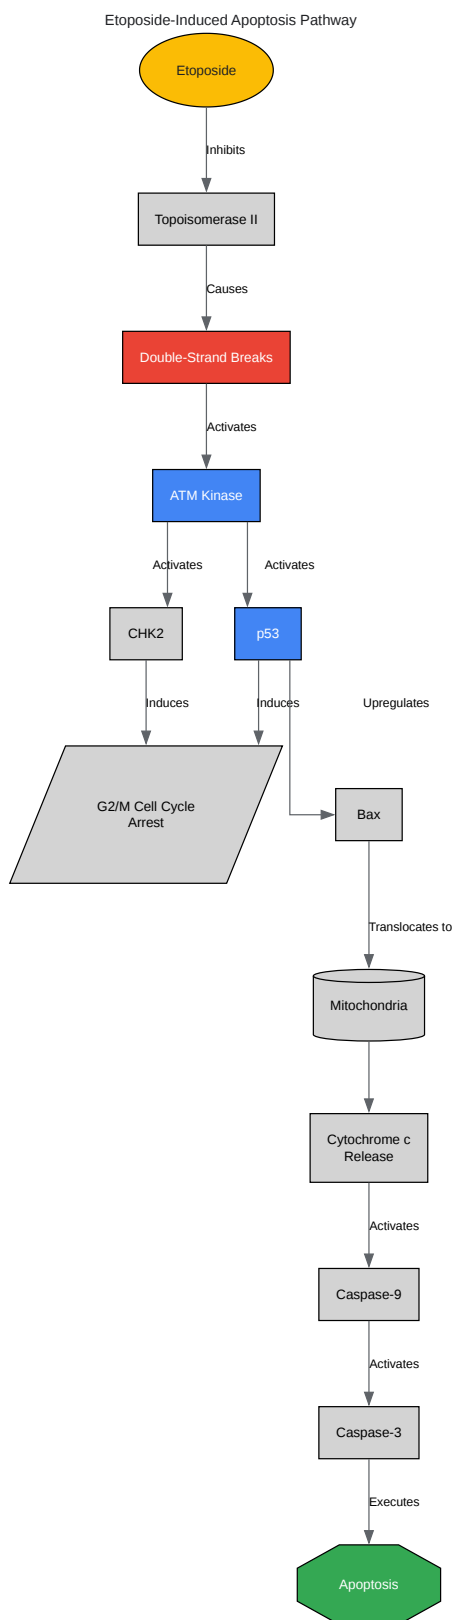 Etoposide-Induced Apoptosis Pathway
Etoposide
Inhibits
Topoisomerase II
Causes
Double-Strand Breaks
Activates
ATM Kinase
Activates
Activates
CHK2
p53
Induces
Induces
Upregulates
G2/M Cell Cycle
Arrest
Bax
Translocates to
Mitochondria
Cytochrome c
Release
Activates
Caspase-9
Activates
Caspase-3
Executes
Apoptosis